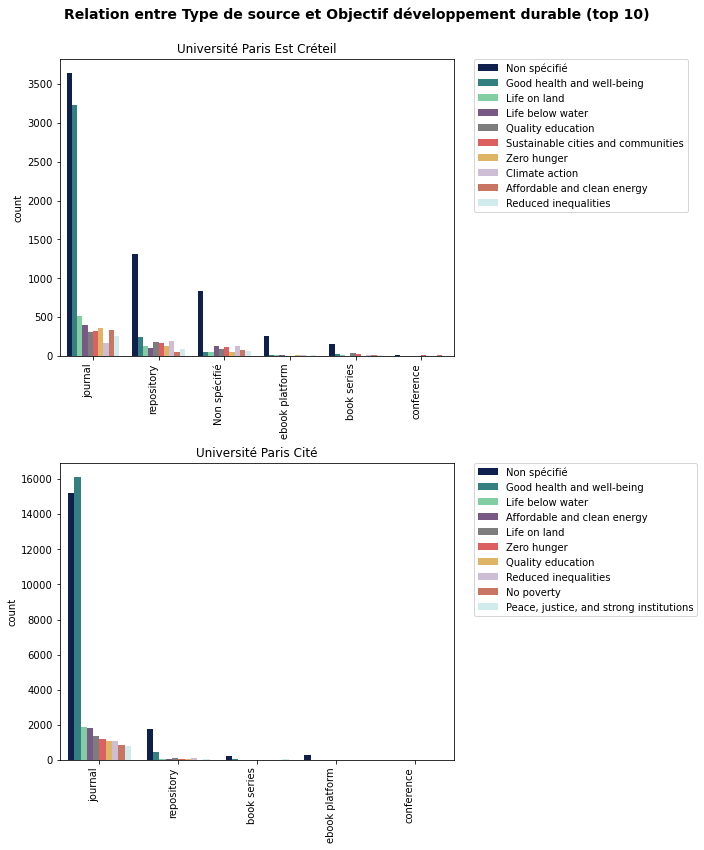 Relation entre Type de source et Objectif développement durable (top 10)
Université Paris Est Créteil
3500
3000
2500
2000
1500
1000
500
0
count
journal
repository
Non spécifié
ebook platform
book series
conference
Non spécifié
Good health and well-being
Life on land
Life below water
Quality education
Sustainable cities and communities
Zero hunger
Climate action
Affordable and clean energy
Reduced inequalities
Université Paris Cité
16000
14000
12000
10000
8000
6000
4000
2000
0
count
journal
repository
book series
ebook platform
conference
Non spécifié
Good health and well-being
Life below water
Affordable and clean energy
Life on land
Zero hunger
Quality education
Reduced inequalities
No poverty
Peace, justice, and strong institutions